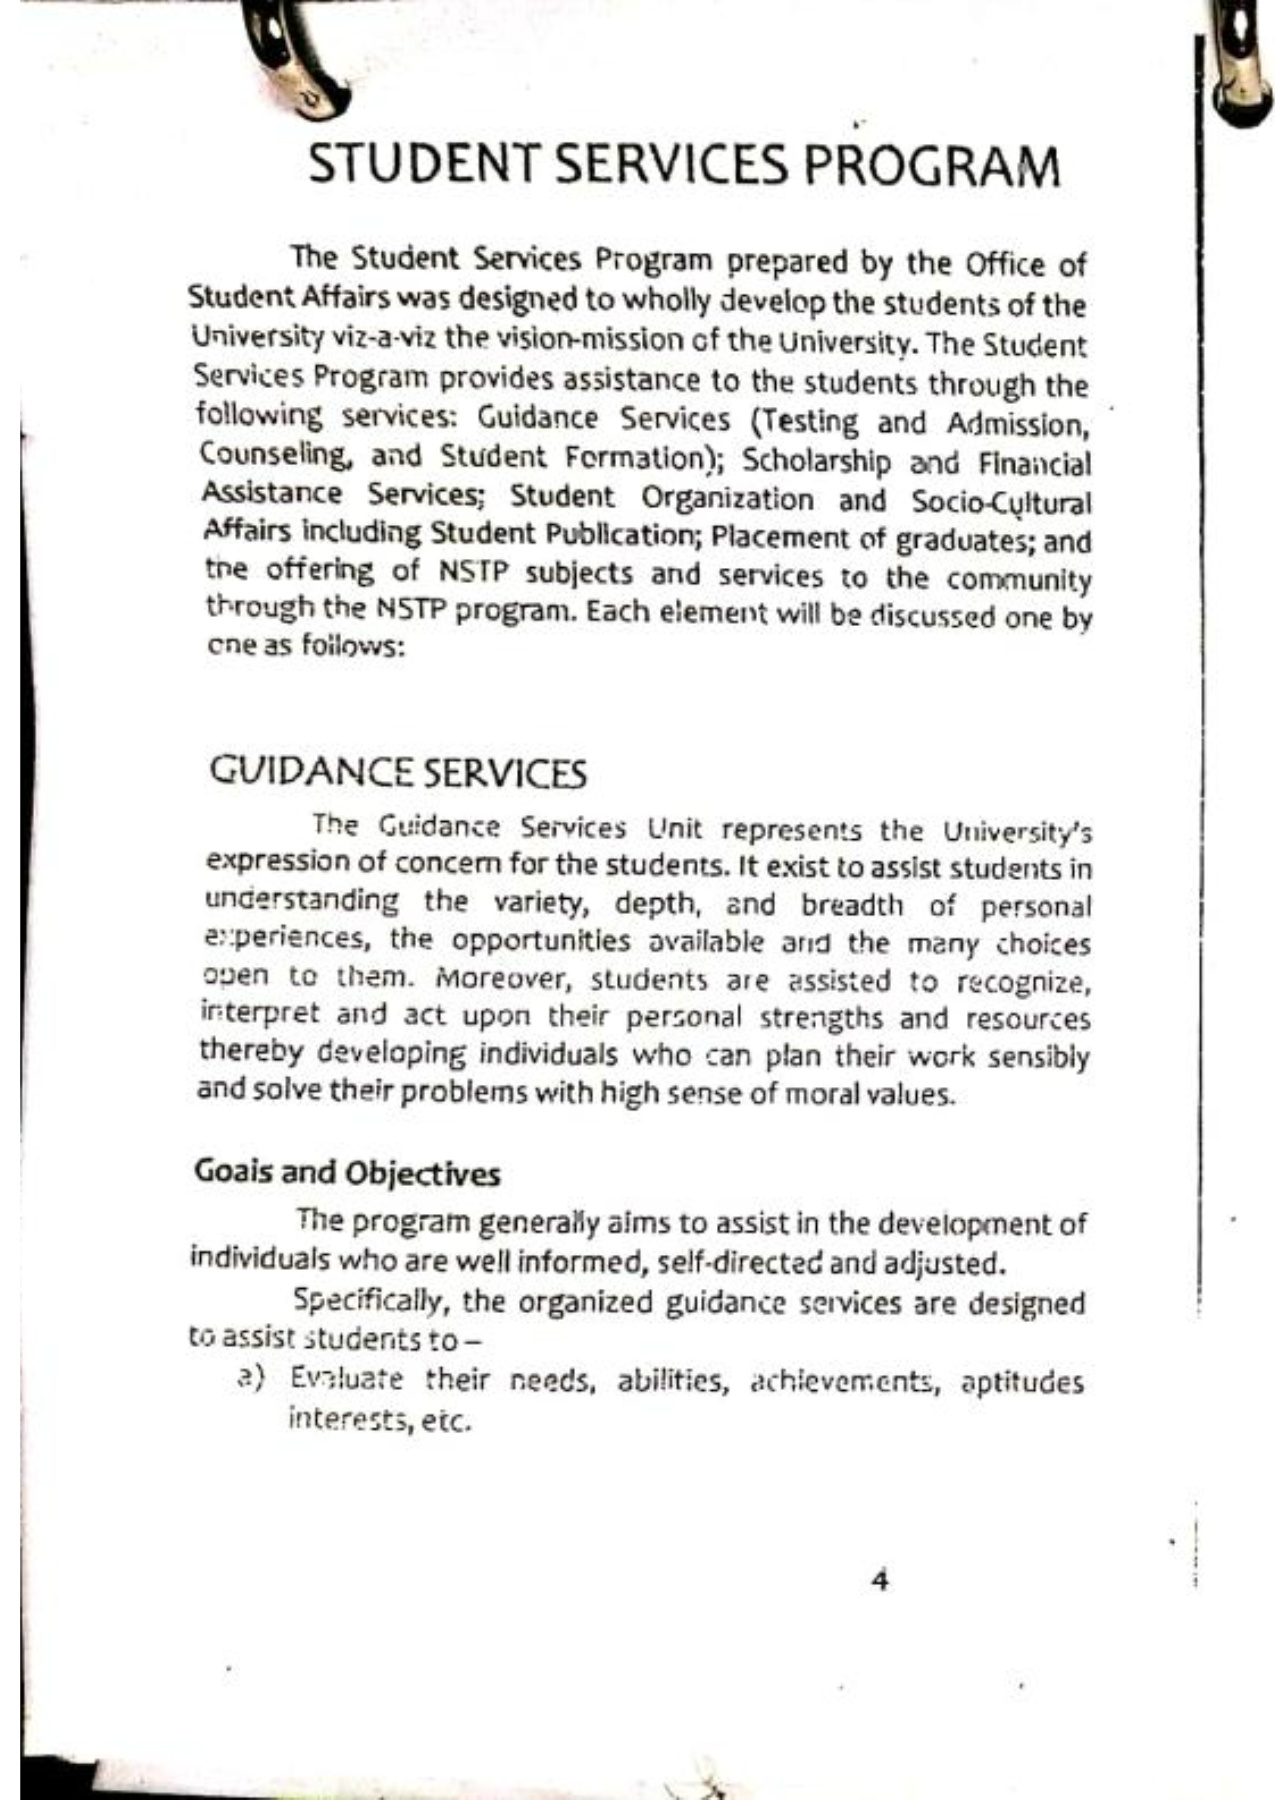 STUDENT SERVICES PROGRAM
The Student Services Program prepared by the Office of
Student Affairs was designed to wholly develop the students of the
University viz-a-viz the vision-mission of the University. The Student
Services Program provides assistance to the students through the
following services: Guidance Services (Testing and Admission,
Counseling, and Student Formation); Scholarship and Financial
Assistance Services; Student Organization and Socio-Cultural
Affairs including Student Publication; Placement of graduates; and
the offering of NSTP subjects and services to the community
through the NSTP program. Each element will be discussed one by
one as follows:
GUIDANCE SERVICES
The Guidance Services Unit represents the University's
expression of concern for the students. It exist to assist students in
understanding the variety, depth, and breadth of personal
experiences, the opportunities available and the many choices
open to them. Moreover, students are assisted to recognize,
interpret and act upon their personal strengths and resources
thereby developing individuals who can plan their work sensibly
and solve their problems with high sense of moral values.
Goals and Objectives
The program generally aims to assist in the development of
individuals who are well informed, self-directed and adjusted.
Specifically, the organized guidance services are designed
to assist students to –
a) Evaluate their needs, abilities, achievements, aptitudes
interests, etc.
4